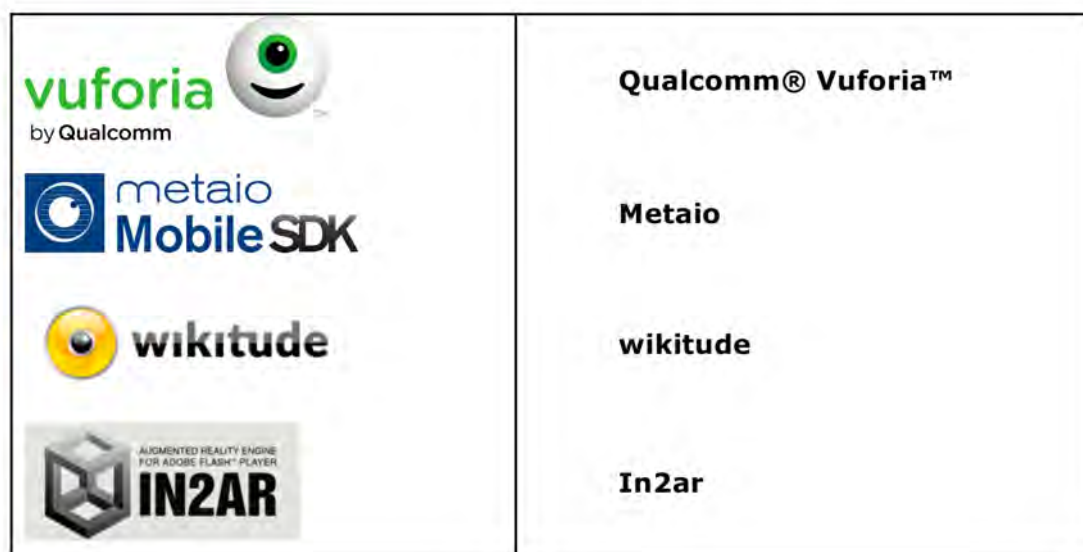 vuforia
by Qualcomm
Qualcomm® Vuforia™
metaio
Mobile SDK
Metaio
wikitude
wikitude
AUGMENTED REALITY ENGINE
FOR ADOBE FLASH™ PLAYER
IN2AR
In2ar